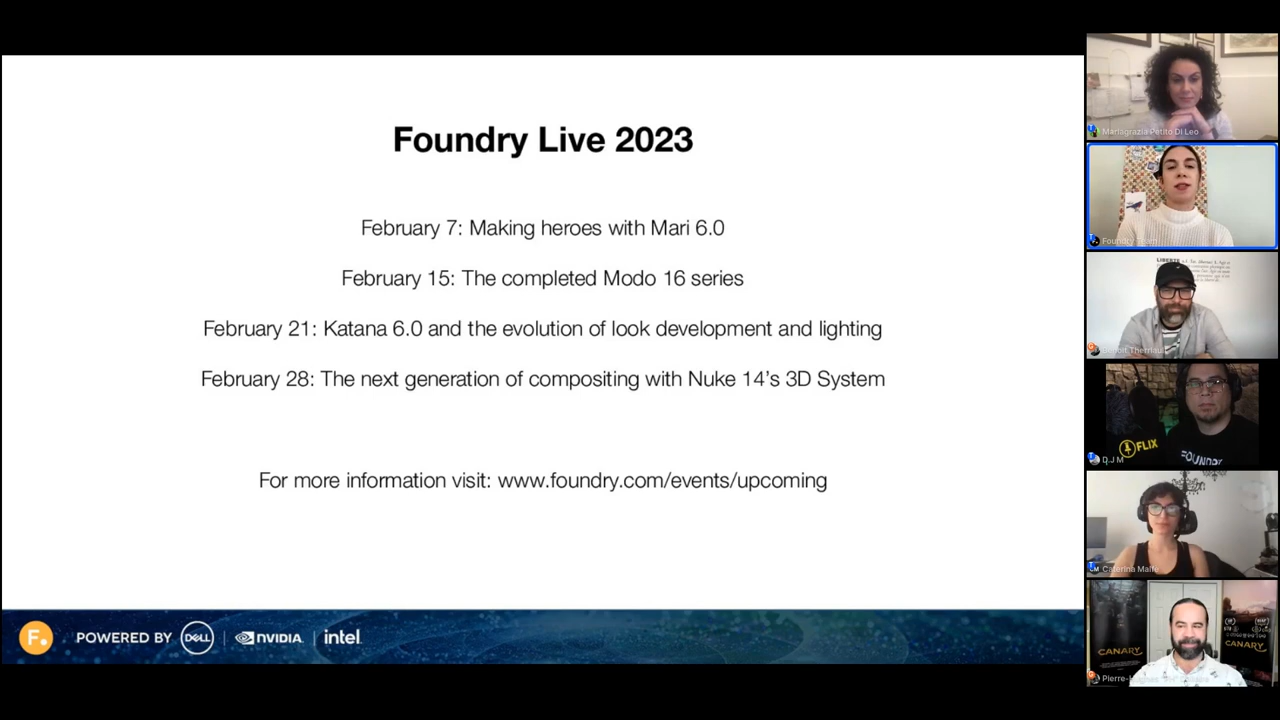 Foundry Live 2023
February 7: Making heroes with Mari 6.0
February 15: The completed Modo 16 series
February 21: Katana 6.0 and the evolution of look development and lighting
February 28: The next generation of compositing with Nuke 14's 3D System
For more information visit: www.foundry.com/events/upcoming
F.
POWERED BY DELL | NVIDIA. | intel.
Mariagrazia Petito Di Leo
Foundry
LIBERTÉ
FLIX
FOUNDRY
D.J M
Caterina
CANARY
CANARY